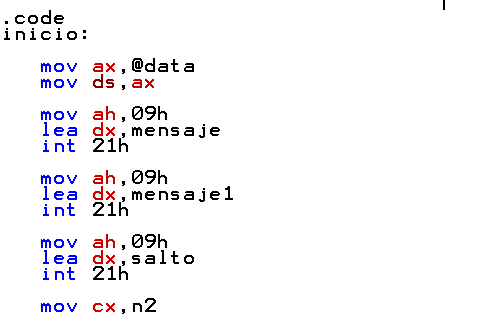 .code
inicio:
mov ax,@data
mov ds,ax
mov ah,09h
lea dx,mensaje
int 21h
mov ah,09h
lea dx,mensaje1
int 21h
mov ah,09h
lea dx,salto
int 21h
mov cx,n2